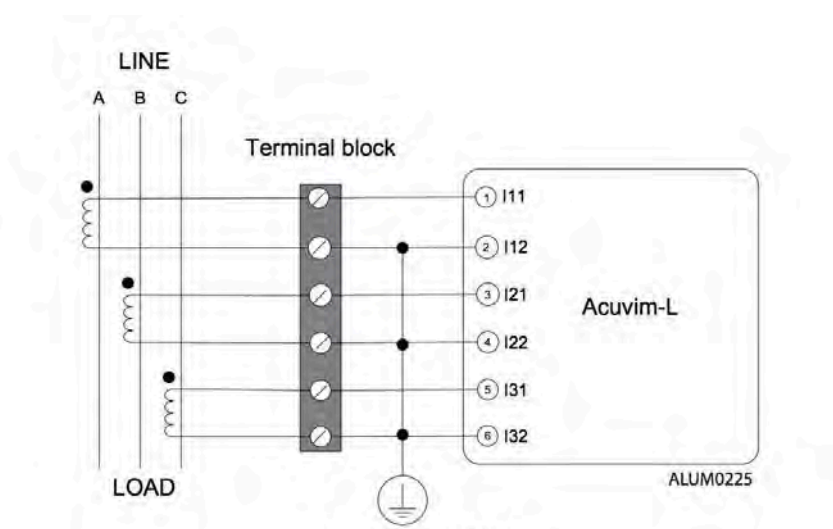 LINE
A B C
Terminal block
1 I11
2 I12
3 I21
4 I22
5 I31
6 I32
Acuvim-L
LOAD
ALUM0225